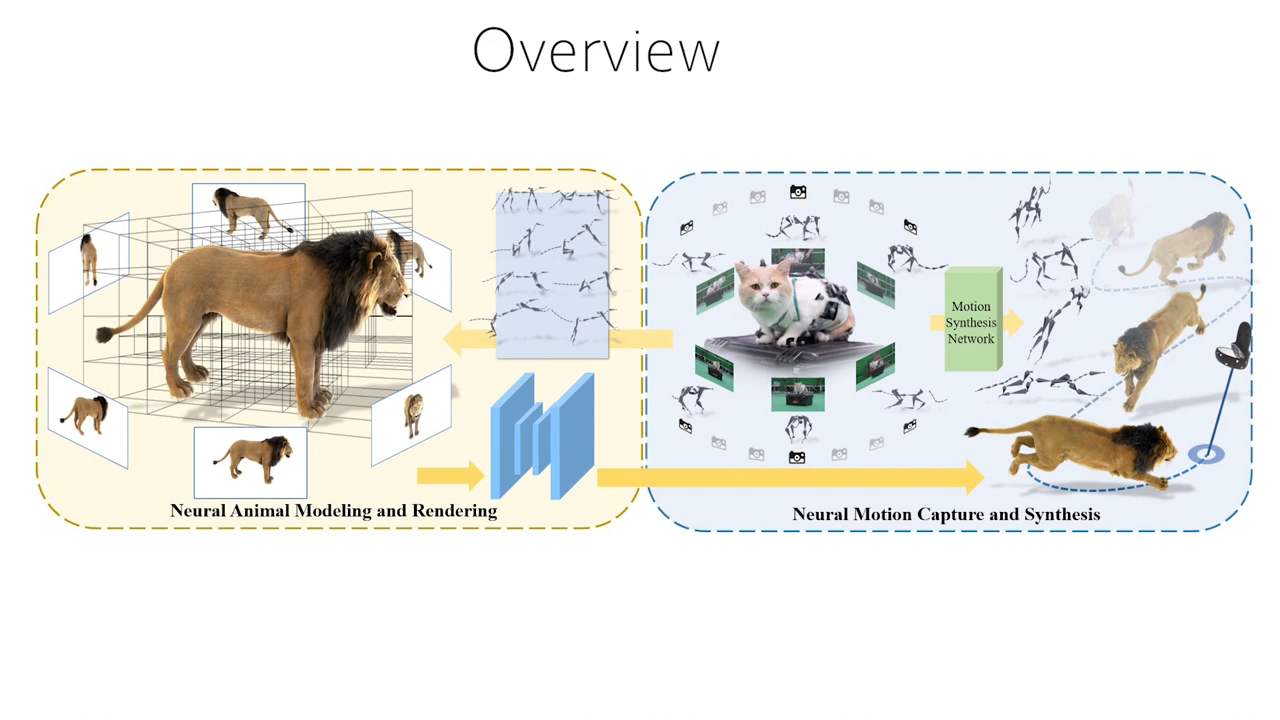 Overview
Motion
Synthesis
Network
Neural Animal Modeling and Rendering
Neural Motion Capture and Synthesis